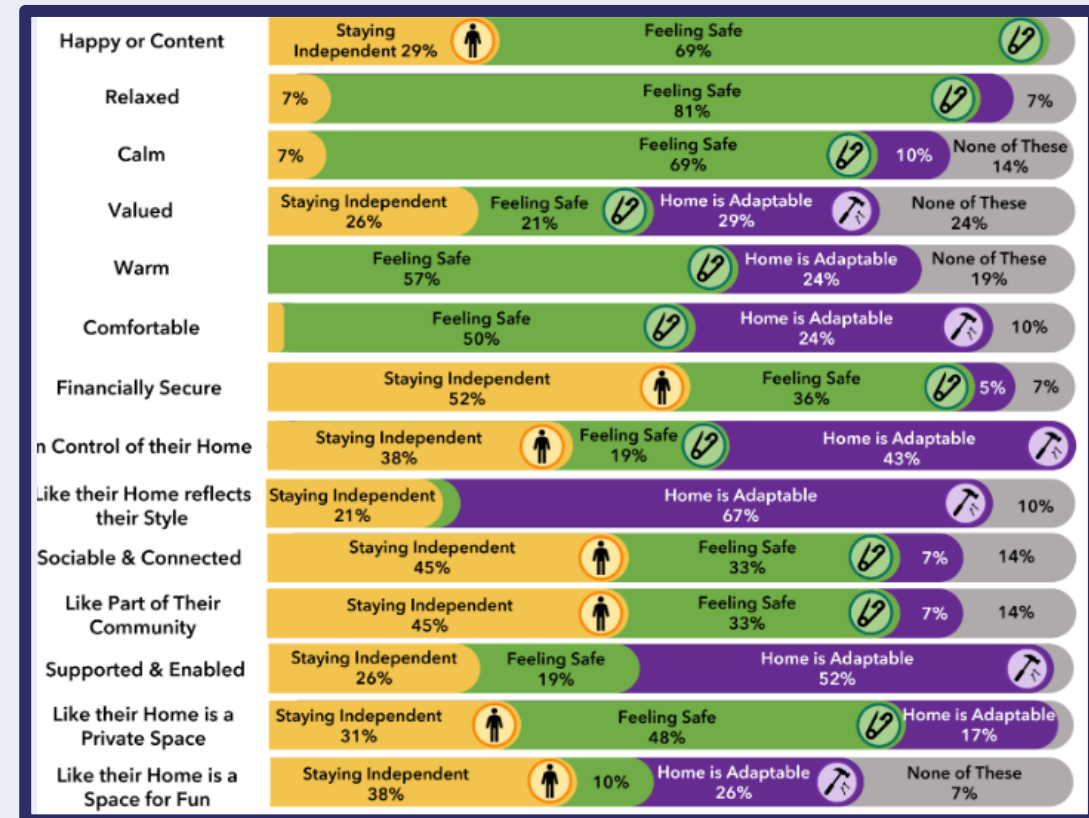 Happy or Content
Staying
Independent 29%
Feeling Safe
69%
Relaxed
7%
Feeling Safe
81%
7%
Calm
7%
Feeling Safe
69%
10%
None of These
14%
Valued
Staying Independent
26%
Feeling Safe
21%
Home is Adaptable
29%
None of These
24%
Warm
Feeling Safe
57%
Home is Adaptable
24%
None of These
19%
Comfortable
Feeling Safe
50%
Home is Adaptable
24%
10%
Financially Secure
Staying Independent
52%
Feeling Safe
36%
5%
7%
n Control of their Home
Staying Independent
38%
Feeling Safe
19%
Home is Adaptable
43%
Like their Home reflects
their Style
Staying Independent
21%
Home is Adaptable
67%
10%
Sociable & Connected
Staying Independent
45%
Feeling Safe
33%
7%
14%
Like Part of Their
Community
Staying Independent
45%
Feeling Safe
33%
7%
14%
Supported & Enabled
Staying Independent
26%
Feeling Safe
19%
Home is Adaptable
52%
Like their Home is a
Private Space
Staying Independent
31%
Feeling Safe
48%
Home is Adaptable
17%
Like their Home is a
Space for Fun
Staying Independent
38%
10%
Home is Adaptable
26%
None of These
7%